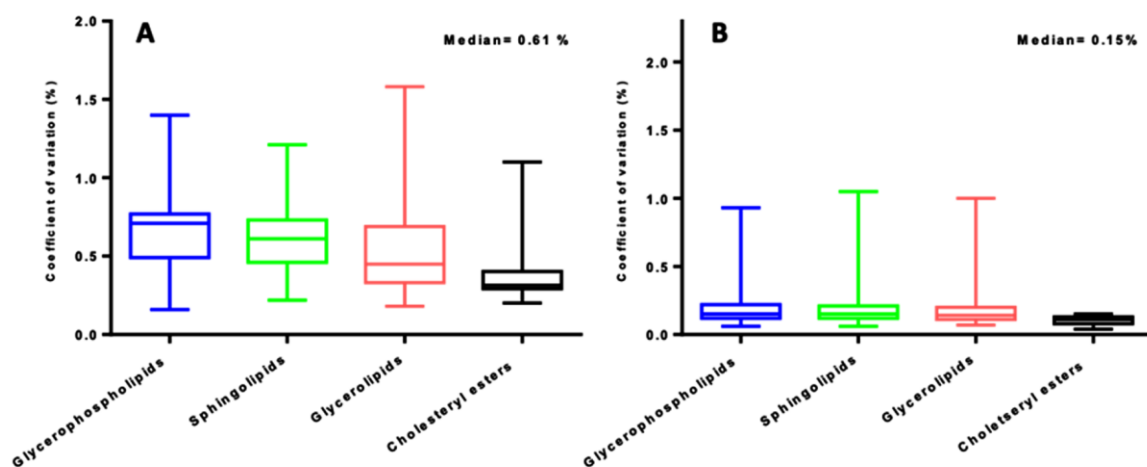 A
Median= 0.61 %
Coefficient of variation (%)
2.0
1.5
1.0
0.5
0.0
Glycerophospholipids
Sphingolipids
Glycerolipids
Cholesteryl esters
B
Median= 0.15%
Coefficient of variation (%)
2.0
1.5
1.0
0.5
0.0
Glycerophospholipids
Sphingolipids
Glycerolipids
Choletseryl esters